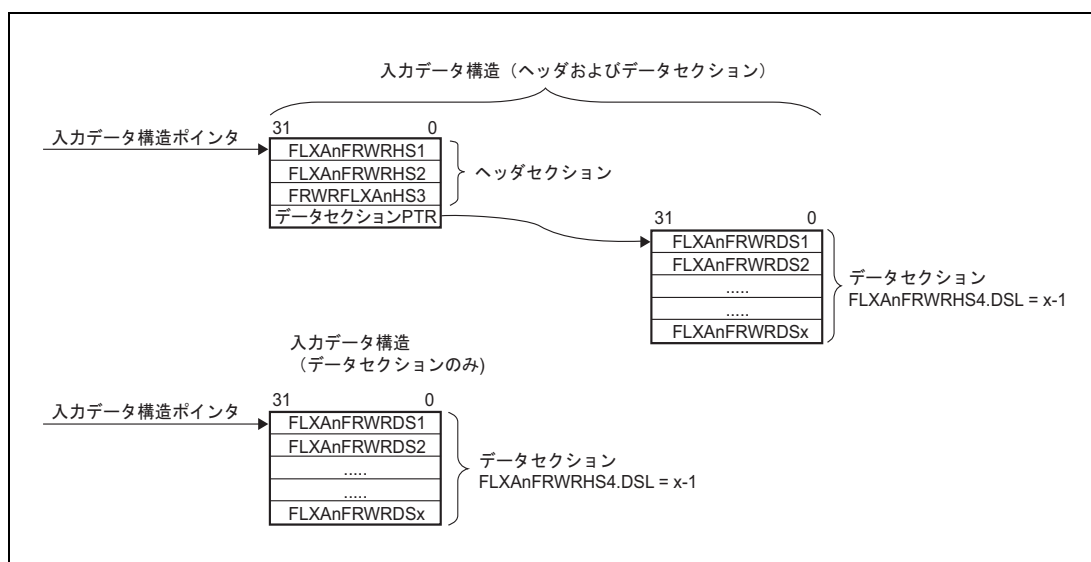 入力データ構造（ヘッダおよびデータセクション）
入力データ構造ポインタ
31 0
FLXAnFRWRHS1
FLXAnFRWRHS2
FRWRFLXAnHS3
データセクションPTR
ヘッダセクション
31 0
FLXAnFRWRDS1
FLXAnFRWRDS2
.....
.....
FLXAnFRWRDSx
データセクション
FLXAnFRWRHS4.DSL = x-1
入力データ構造
（データセクションのみ)
入力データ構造ポインタ
31 0
FLXAnFRWRDS1
FLXAnFRWRDS2
.....
.....
FLXAnFRWRDSx
データセクション
FLXAnFRWRHS4.DSL = x-1